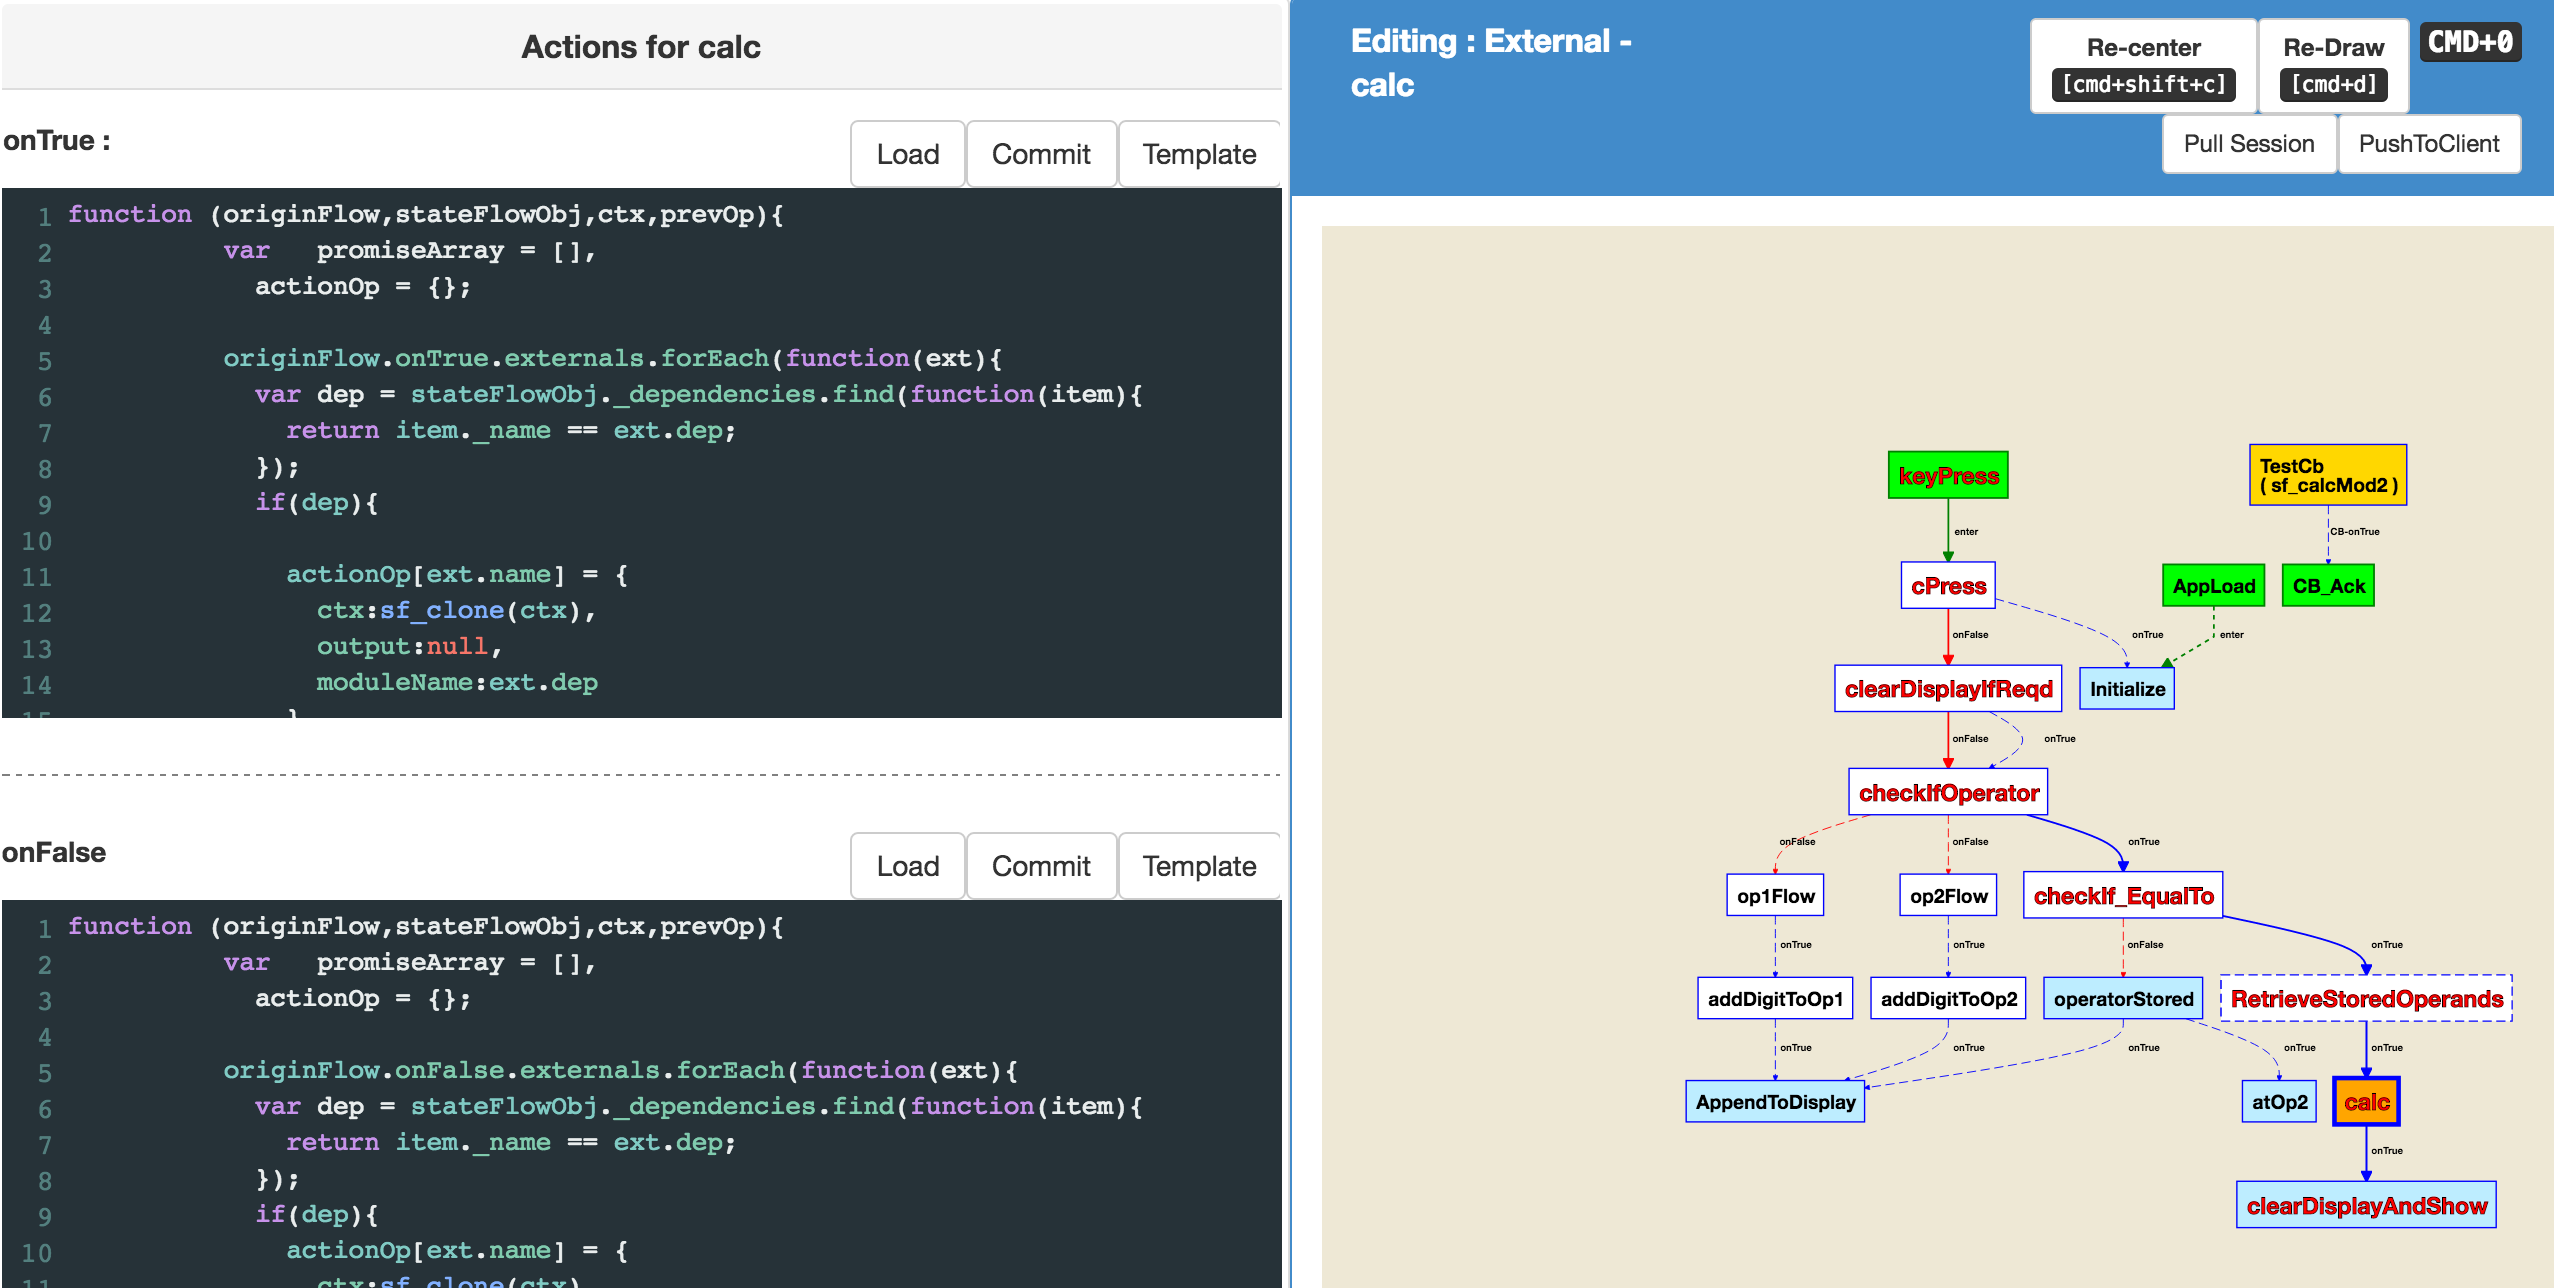 Actions for calc
onTrue :
Load
Commit
Template
1 function (originFlow,stateFlowObj,ctx,prevOp){
2 var promiseArray = [],
3 actionOp = {};
4
5 originFlow.onTrue.externals.forEach(function(ext){
6 var dep = stateFlowObj._dependencies.find(function(item){
7 return item._name == ext.dep;
8 });
9 if(dep){
10
11 actionOp[ext.name] = {
12 ctx:sf_clone(ctx),
13 output:null,
14 moduleName:ext.dep
15 }
onFalse
Load
Commit
Template
1 function (originFlow,stateFlowObj,ctx,prevOp){
2 var promiseArray = [],
3 actionOp = {};
4
5 originFlow.onFalse.externals.forEach(function(ext){
6 var dep = stateFlowObj._dependencies.find(function(item){
7 return item._name == ext.dep;
8 });
9 if(dep){
10 actionOp[ext.name] = {
11 ctx:sf_clone(ctx),
Editing : External -
calc
Re-center
[cmd+shift+c]
Re-Draw
[cmd+d]
CMD+0
Pull Session
PushToClient
keyPress
TestCb
( sf_calcMod2 )
enter
CB-onTrue
cPress
AppLoad
CB_Ack
onFalse
onTrue
enter
clearDisplayIfReqd
Initialize
onFalse
onTrue
checkIfOperator
onFalse
onFalse
onTrue
op1Flow
op2Flow
checkIf_EqualTo
onTrue
onTrue
onFalse
onTrue
addDigitToOp1
addDigitToOp2
operatorStored
RetrieveStoredOperands
onTrue
onTrue
onTrue
onTrue
onTrue
AppendToDisplay
atOp2
calc
onTrue
clearDisplayAndShow